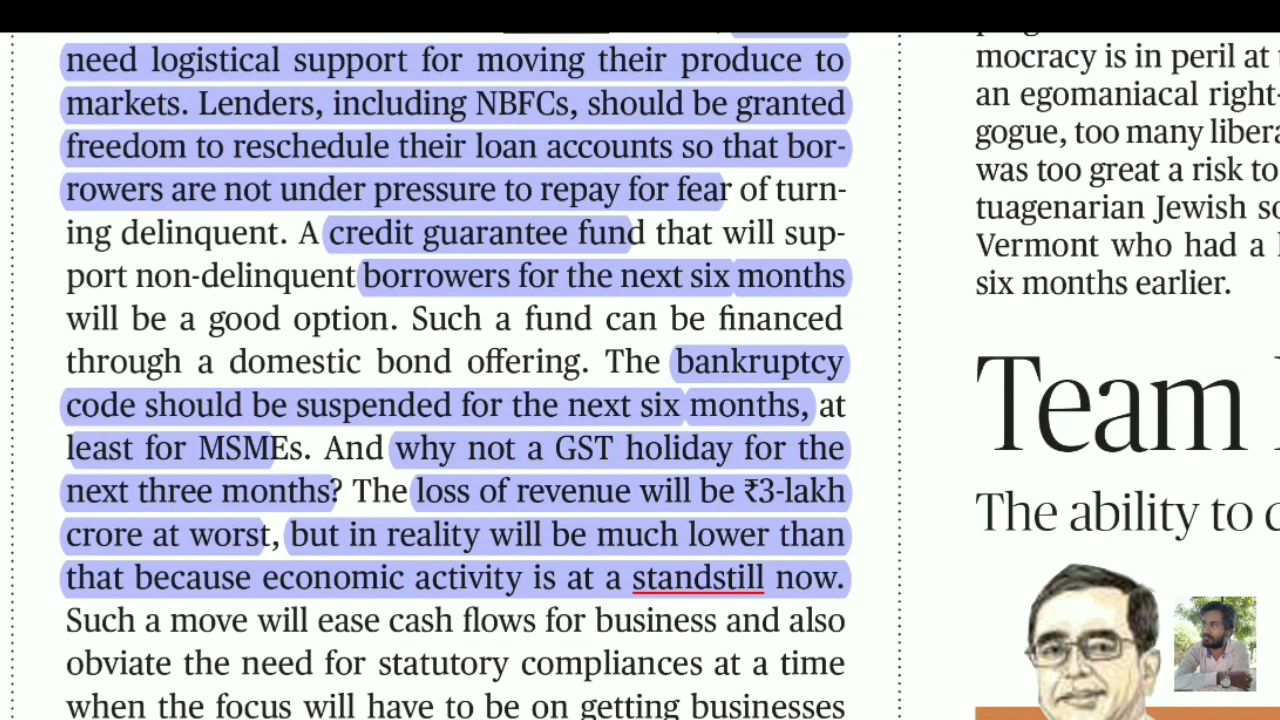 need logistical support for moving their produce to
markets. Lenders, including NBFCs, should be granted
freedom to reschedule their loan accounts so that bor-
rowers are not under pressure to repay for fear of turn-
ing delinquent. A credit guarantee fund that will sup-
port non-delinquent borrowers for the next six months
will be a good option. Such a fund can be financed
through a domestic bond offering. The bankruptcy
code should be suspended for the next six months, at
least for MSMEs. And why not a GST holiday for the
next three months? The loss of revenue will be ₹3-lakh
crore at worst, but in reality will be much lower than
that because economic activity is at a standstill now.
Such a move will ease cash flows for business and also
obviate the need for statutory compliances at a time
when the focus will have to be on getting businesses
mocracy is in peril at
an egomaniacal right-
gogue, too many libera
was too great a risk to
tuagenarian Jewish so
Vermont who had a
six months earlier.
Team
The ability to